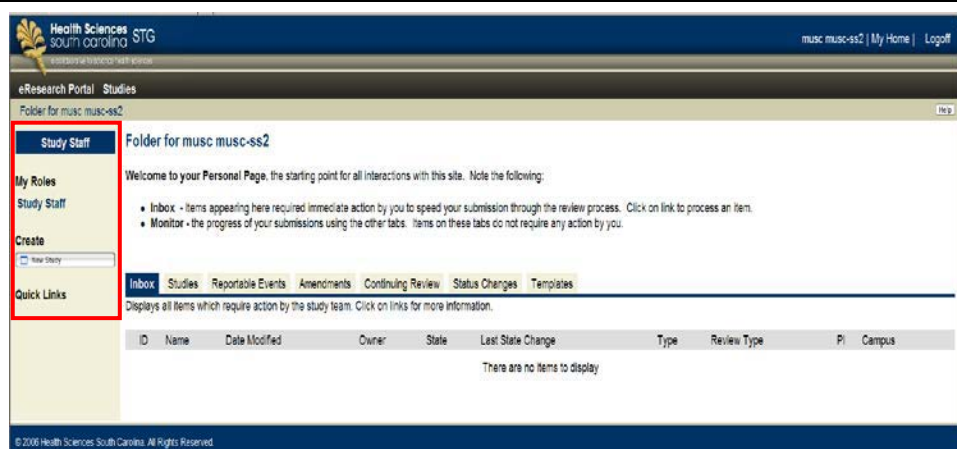 Health Sciences
south carolina STG
musc musc-ss2 | My Home | Logoff
eResearch Portal Studies
Folder for musc musc-ss2
Help
Study Staff
My Roles
Study Staff
Create
New Study
Quick Links
Folder for musc musc-ss2
Welcome to your Personal Page, the starting point for all interactions with this site. Note the following:
• Inbox - Items appearing here required immediate action by you to speed your submission through the review process. Click on link to process an item.
• Monitor - the progress of your submissions using the other tabs. Items on these tabs do not require any action by you.
Inbox Studies Reportable Events Amendments Continuing Review Status Changes Templates
Displays all items which require action by the study team. Click on links for more information.
ID Name Date Modified Owner State Last State Change Type Review Type PI Campus
There are no items to display
© 2006 Health Sciences South Carolina. All Rights Reserved